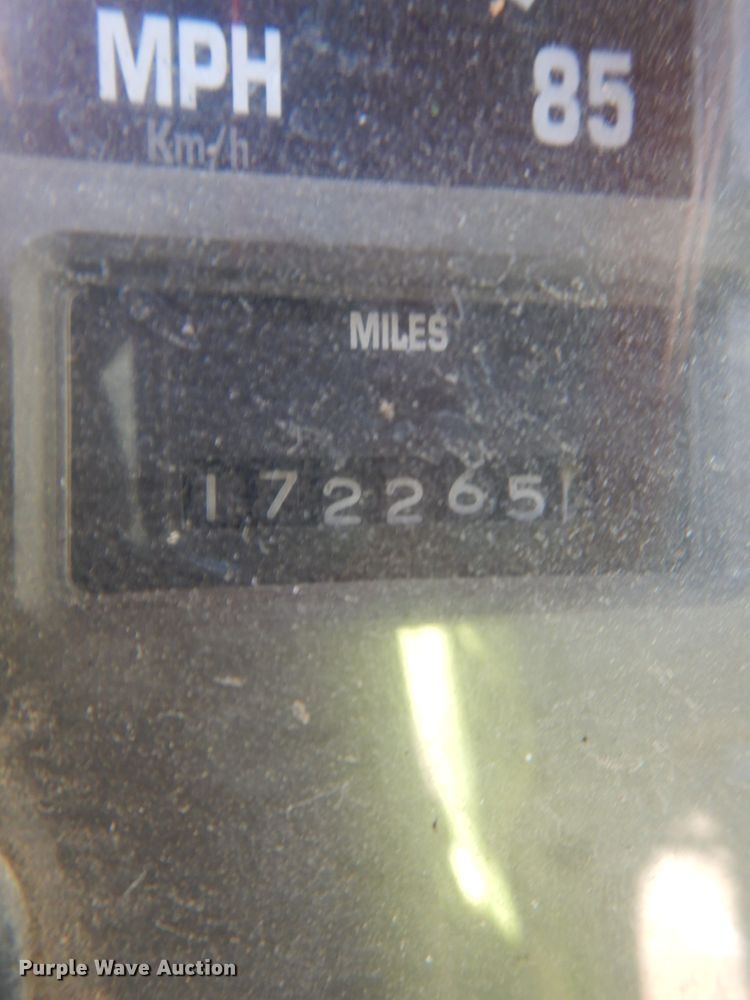 MPH 85
Km/h
MILES
172265
Purple Wave Auction